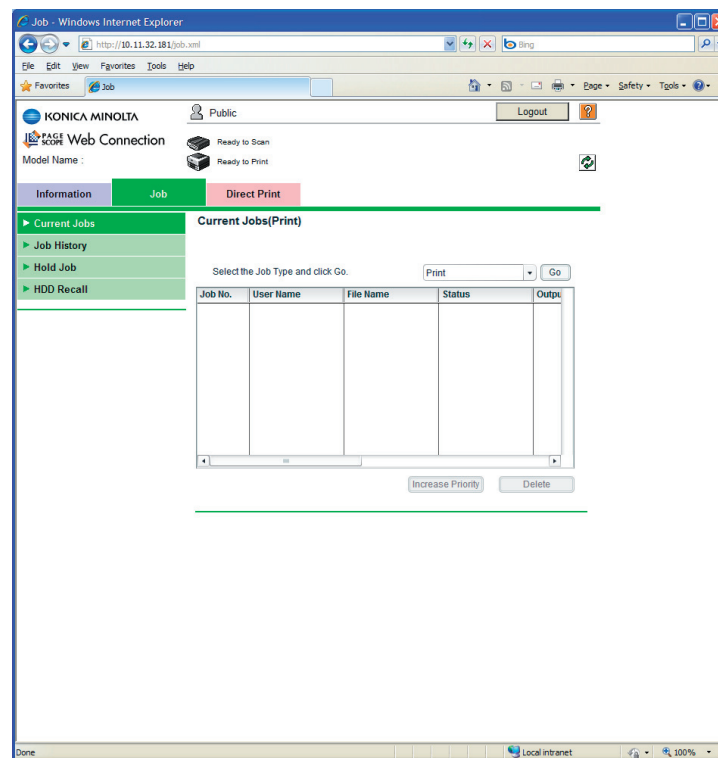 Job - Windows Internet Explorer
http://10.11.32.181/job.xml
Bing
File Edit View Favorites Tools Help
Favorites Job
Page Safety Tools
KONICA MINOLTA
Public
Logout
PAGE SCOPE Web Connection
Ready to Scan
Model Name :
Ready to Print
Information Job Direct Print
Current Jobs
Current Jobs(Print)
Job History
Hold Job
Select the Job Type and click Go.
Print
Go
HDD Recall
Job No. User Name File Name Status Outpu
Increase Priority Delete
Done
Local intranet
100%